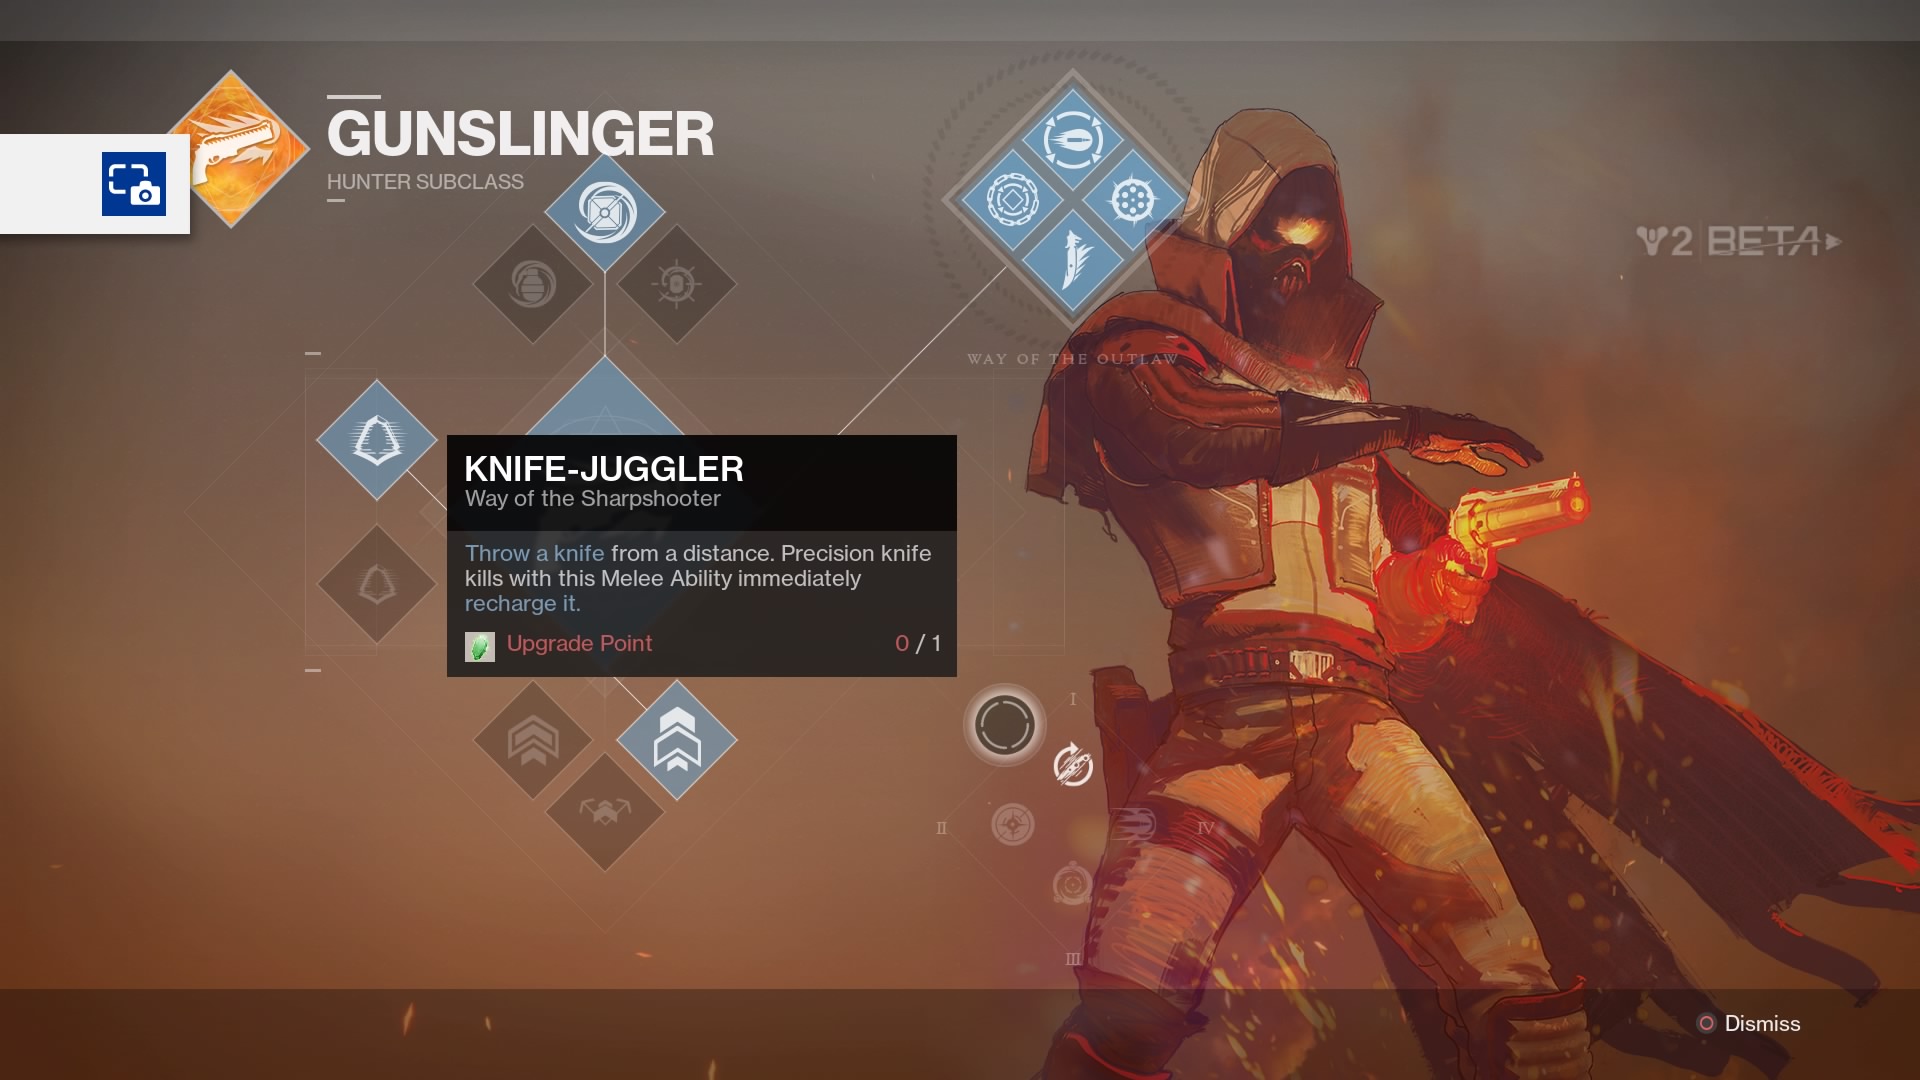 GUNSLINGER
HUNTER SUBCLASS
2 BETA
WAY OF THE OUTLAW
KNIFE-JUGGLER
Way of the Sharpshooter
Throw a knife from a distance. Precision knife
kills with this Melee Ability immediately
recharge it.
Upgrade Point 0 / 1
I
II
IV
III
Dismiss